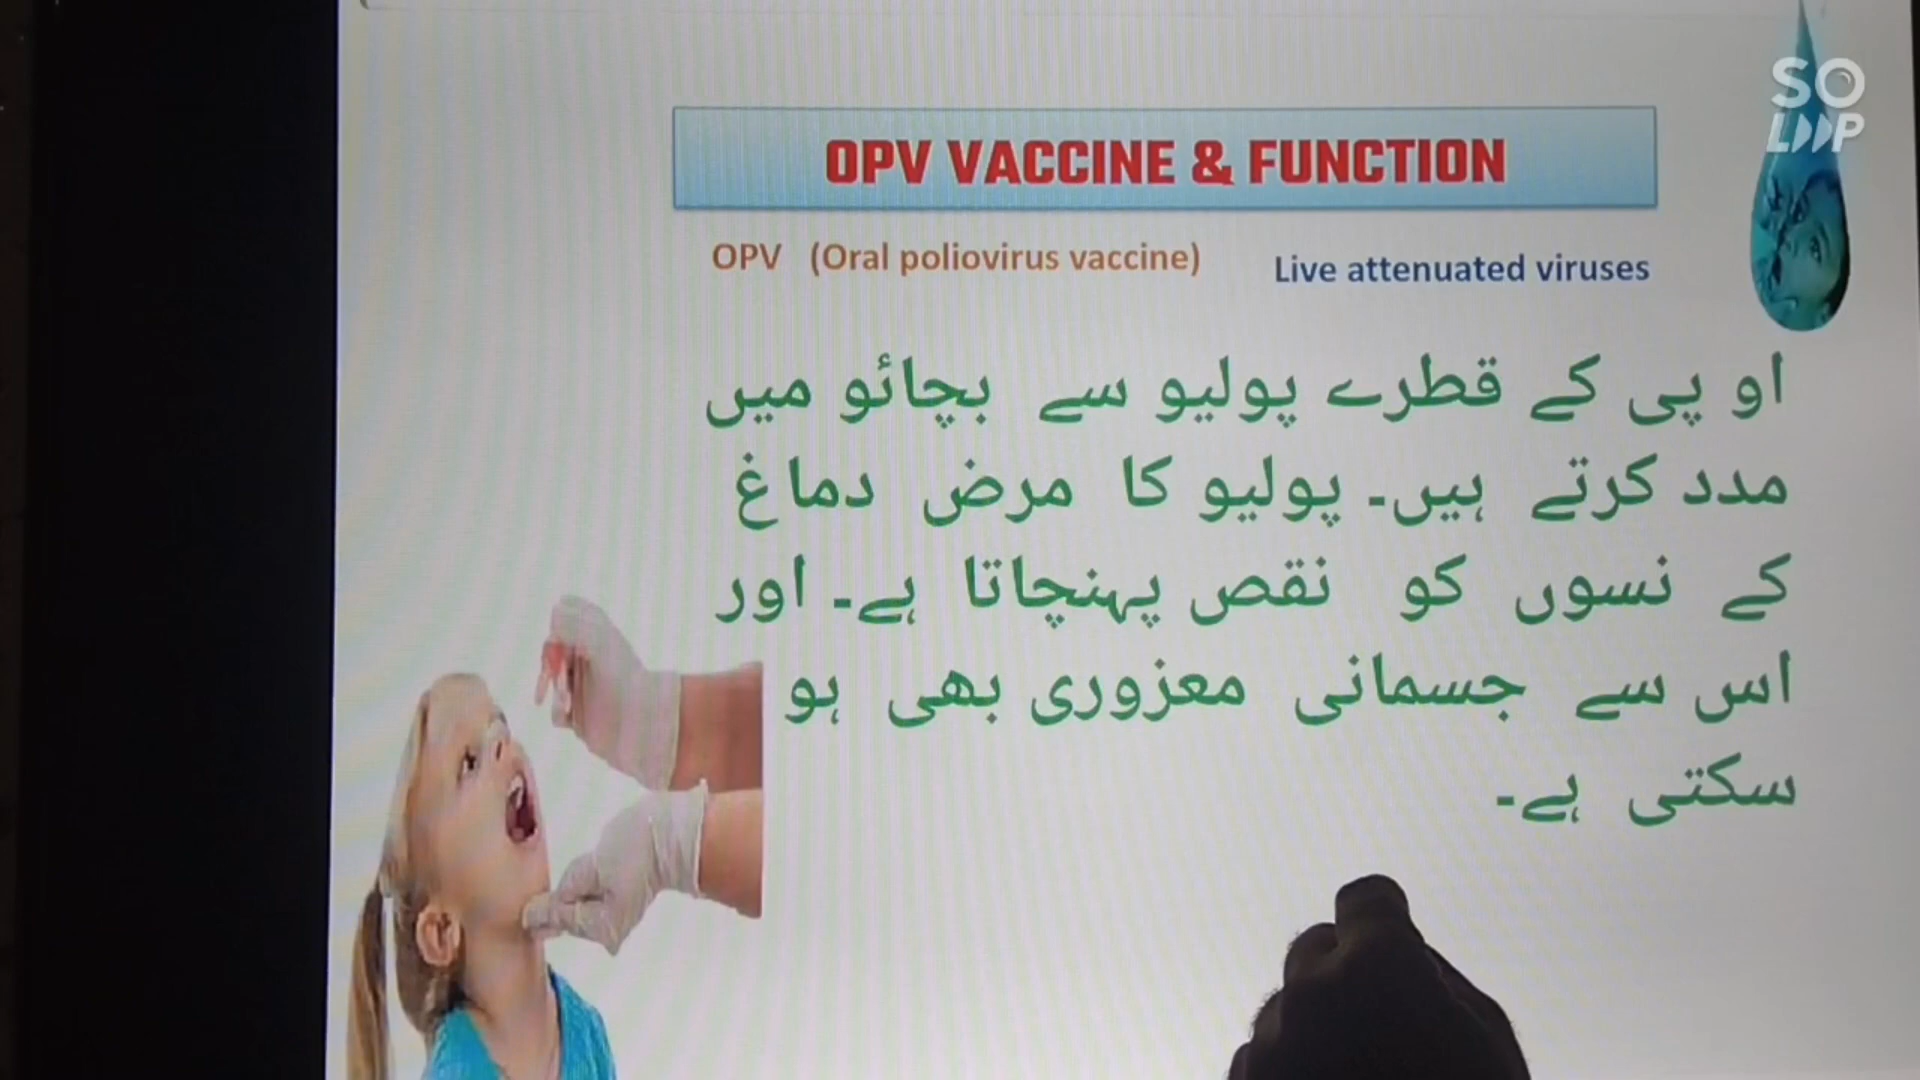 SO
LOOP
OPV VACCINE & FUNCTION
OPV (Oral poliovirus vaccine)
Live attenuated viruses
او پی کے قطرے پولیو سے بچائو میں
مدد کرتے ہیں۔ پولیو کا مرض دماغ
کے نسوں کو نقص پہنچاتا ہے۔ اور
اس سے جسمانی معزوری بھی ہو
سکتی ہے۔